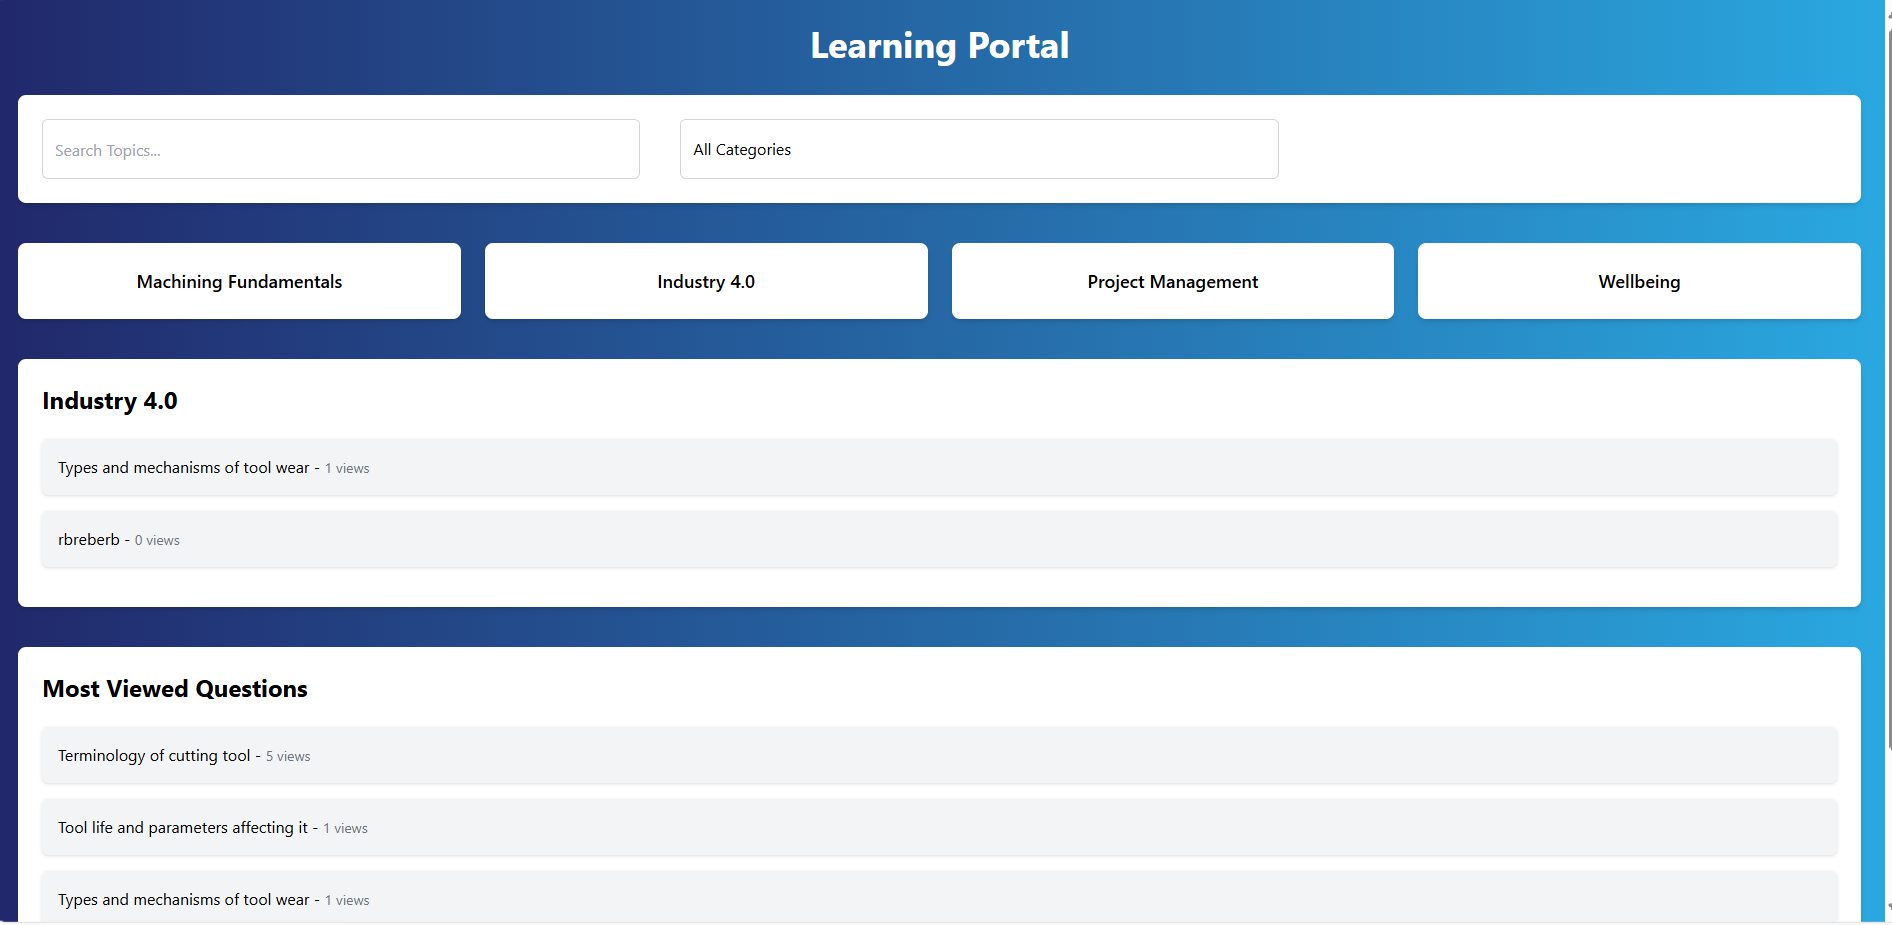 Learning Portal
Search Topics...
All Categories
Machining Fundamentals
Industry 4.0
Project Management
Wellbeing
Industry 4.0
Types and mechanisms of tool wear - 1 views
rbreberb - 0 views
Most Viewed Questions
Terminology of cutting tool - 5 views
Tool life and parameters affecting it - 1 views
Types and mechanisms of tool wear - 1 views